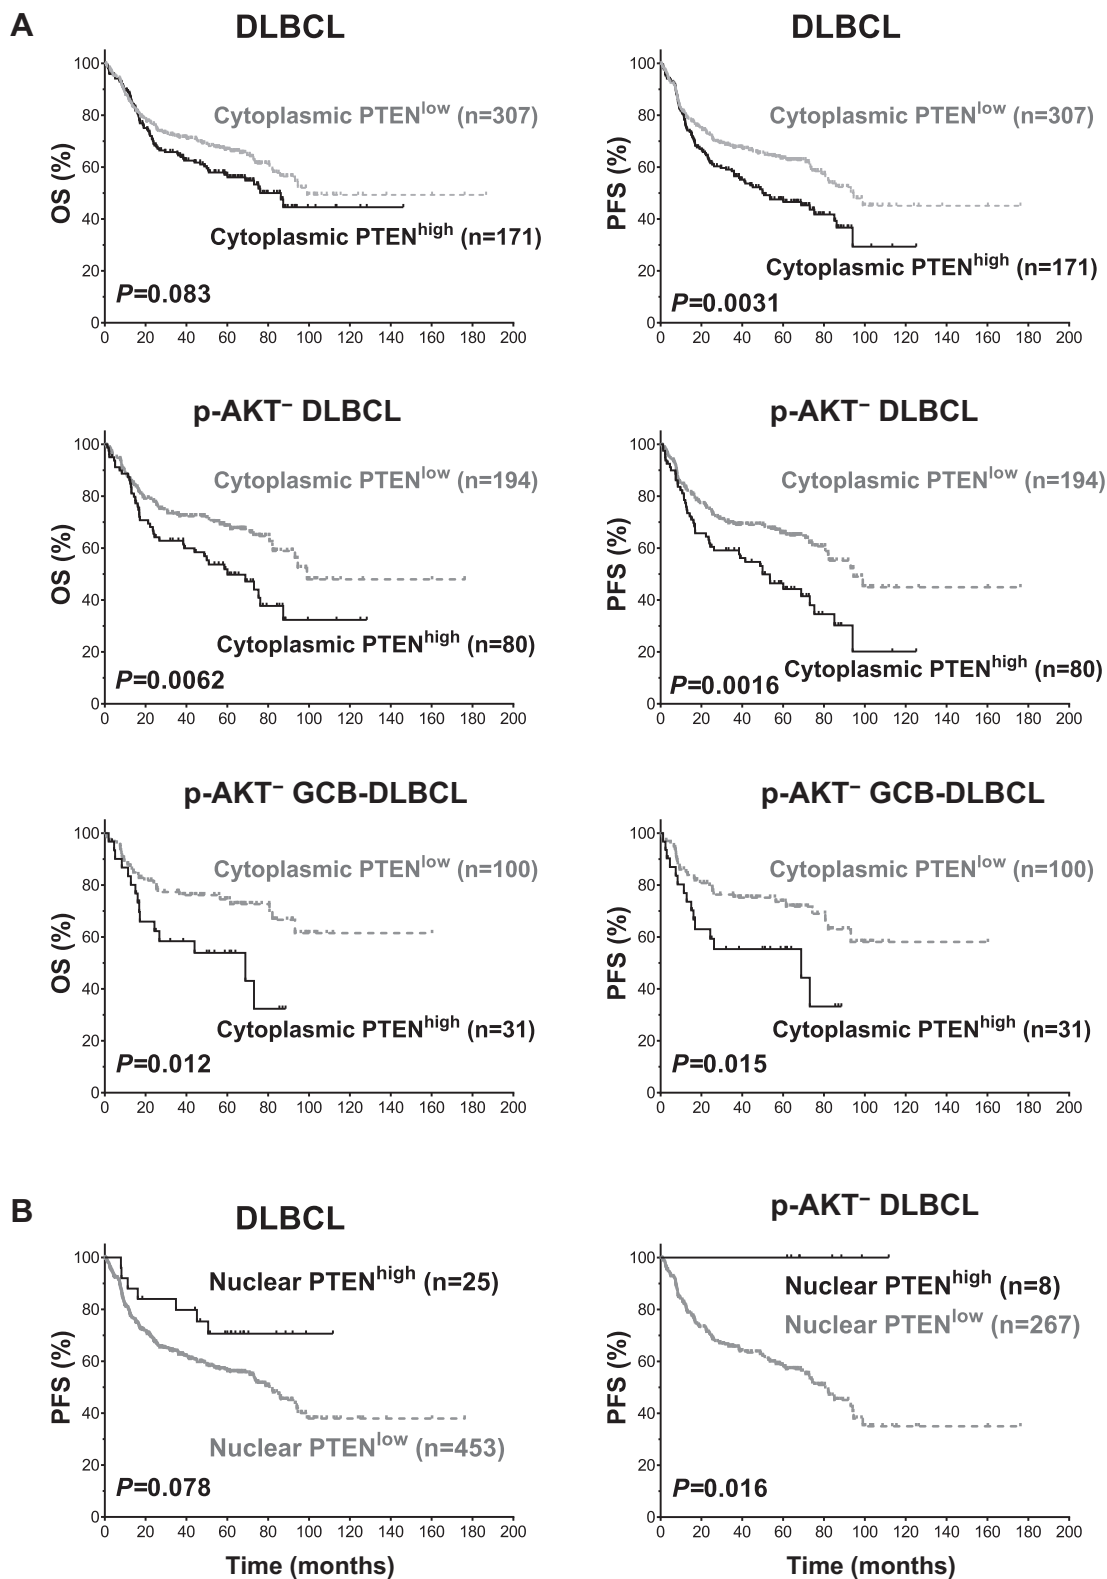 A
DLBCL
OS (%)
100
80
60
40
20
0
Cytoplasmic PTENlow (n=307)
Cytoplasmic PTENhigh (n=171)
P=0.083
0 20 40 60 80 100 120 140 160 180 200
DLBCL
PFS (%)
100
80
60
40
20
0
Cytoplasmic PTENlow (n=307)
Cytoplasmic PTENhigh (n=171)
P=0.0031
0 20 40 60 80 100 120 140 160 180 200
p-AKT– DLBCL
OS (%)
100
80
60
40
20
0
Cytoplasmic PTENlow (n=194)
Cytoplasmic PTENhigh (n=80)
P=0.0062
0 20 40 60 80 100 120 140 160 180 200
p-AKT– DLBCL
PFS (%)
100
80
60
40
20
0
Cytoplasmic PTENlow (n=194)
Cytoplasmic PTENhigh (n=80)
P=0.0016
0 20 40 60 80 100 120 140 160 180 200
p-AKT– GCB-DLBCL
OS (%)
100
80
60
40
20
0
Cytoplasmic PTENlow (n=100)
Cytoplasmic PTENhigh (n=31)
P=0.012
0 20 40 60 80 100 120 140 160 180 200
p-AKT– GCB-DLBCL
PFS (%)
100
80
60
40
20
0
Cytoplasmic PTENlow (n=100)
Cytoplasmic PTENhigh (n=31)
P=0.015
0 20 40 60 80 100 120 140 160 180 200
B
DLBCL
PFS (%)
100
80
60
40
20
0
Nuclear PTENhigh (n=25)
Nuclear PTENlow (n=453)
P=0.078
0 20 40 60 80 100 120 140 160 180 200
Time (months)
p-AKT– DLBCL
PFS (%)
100
80
60
40
20
0
Nuclear PTENhigh (n=8)
Nuclear PTENlow (n=267)
P=0.016
0 20 40 60 80 100 120 140 160 180 200
Time (months)